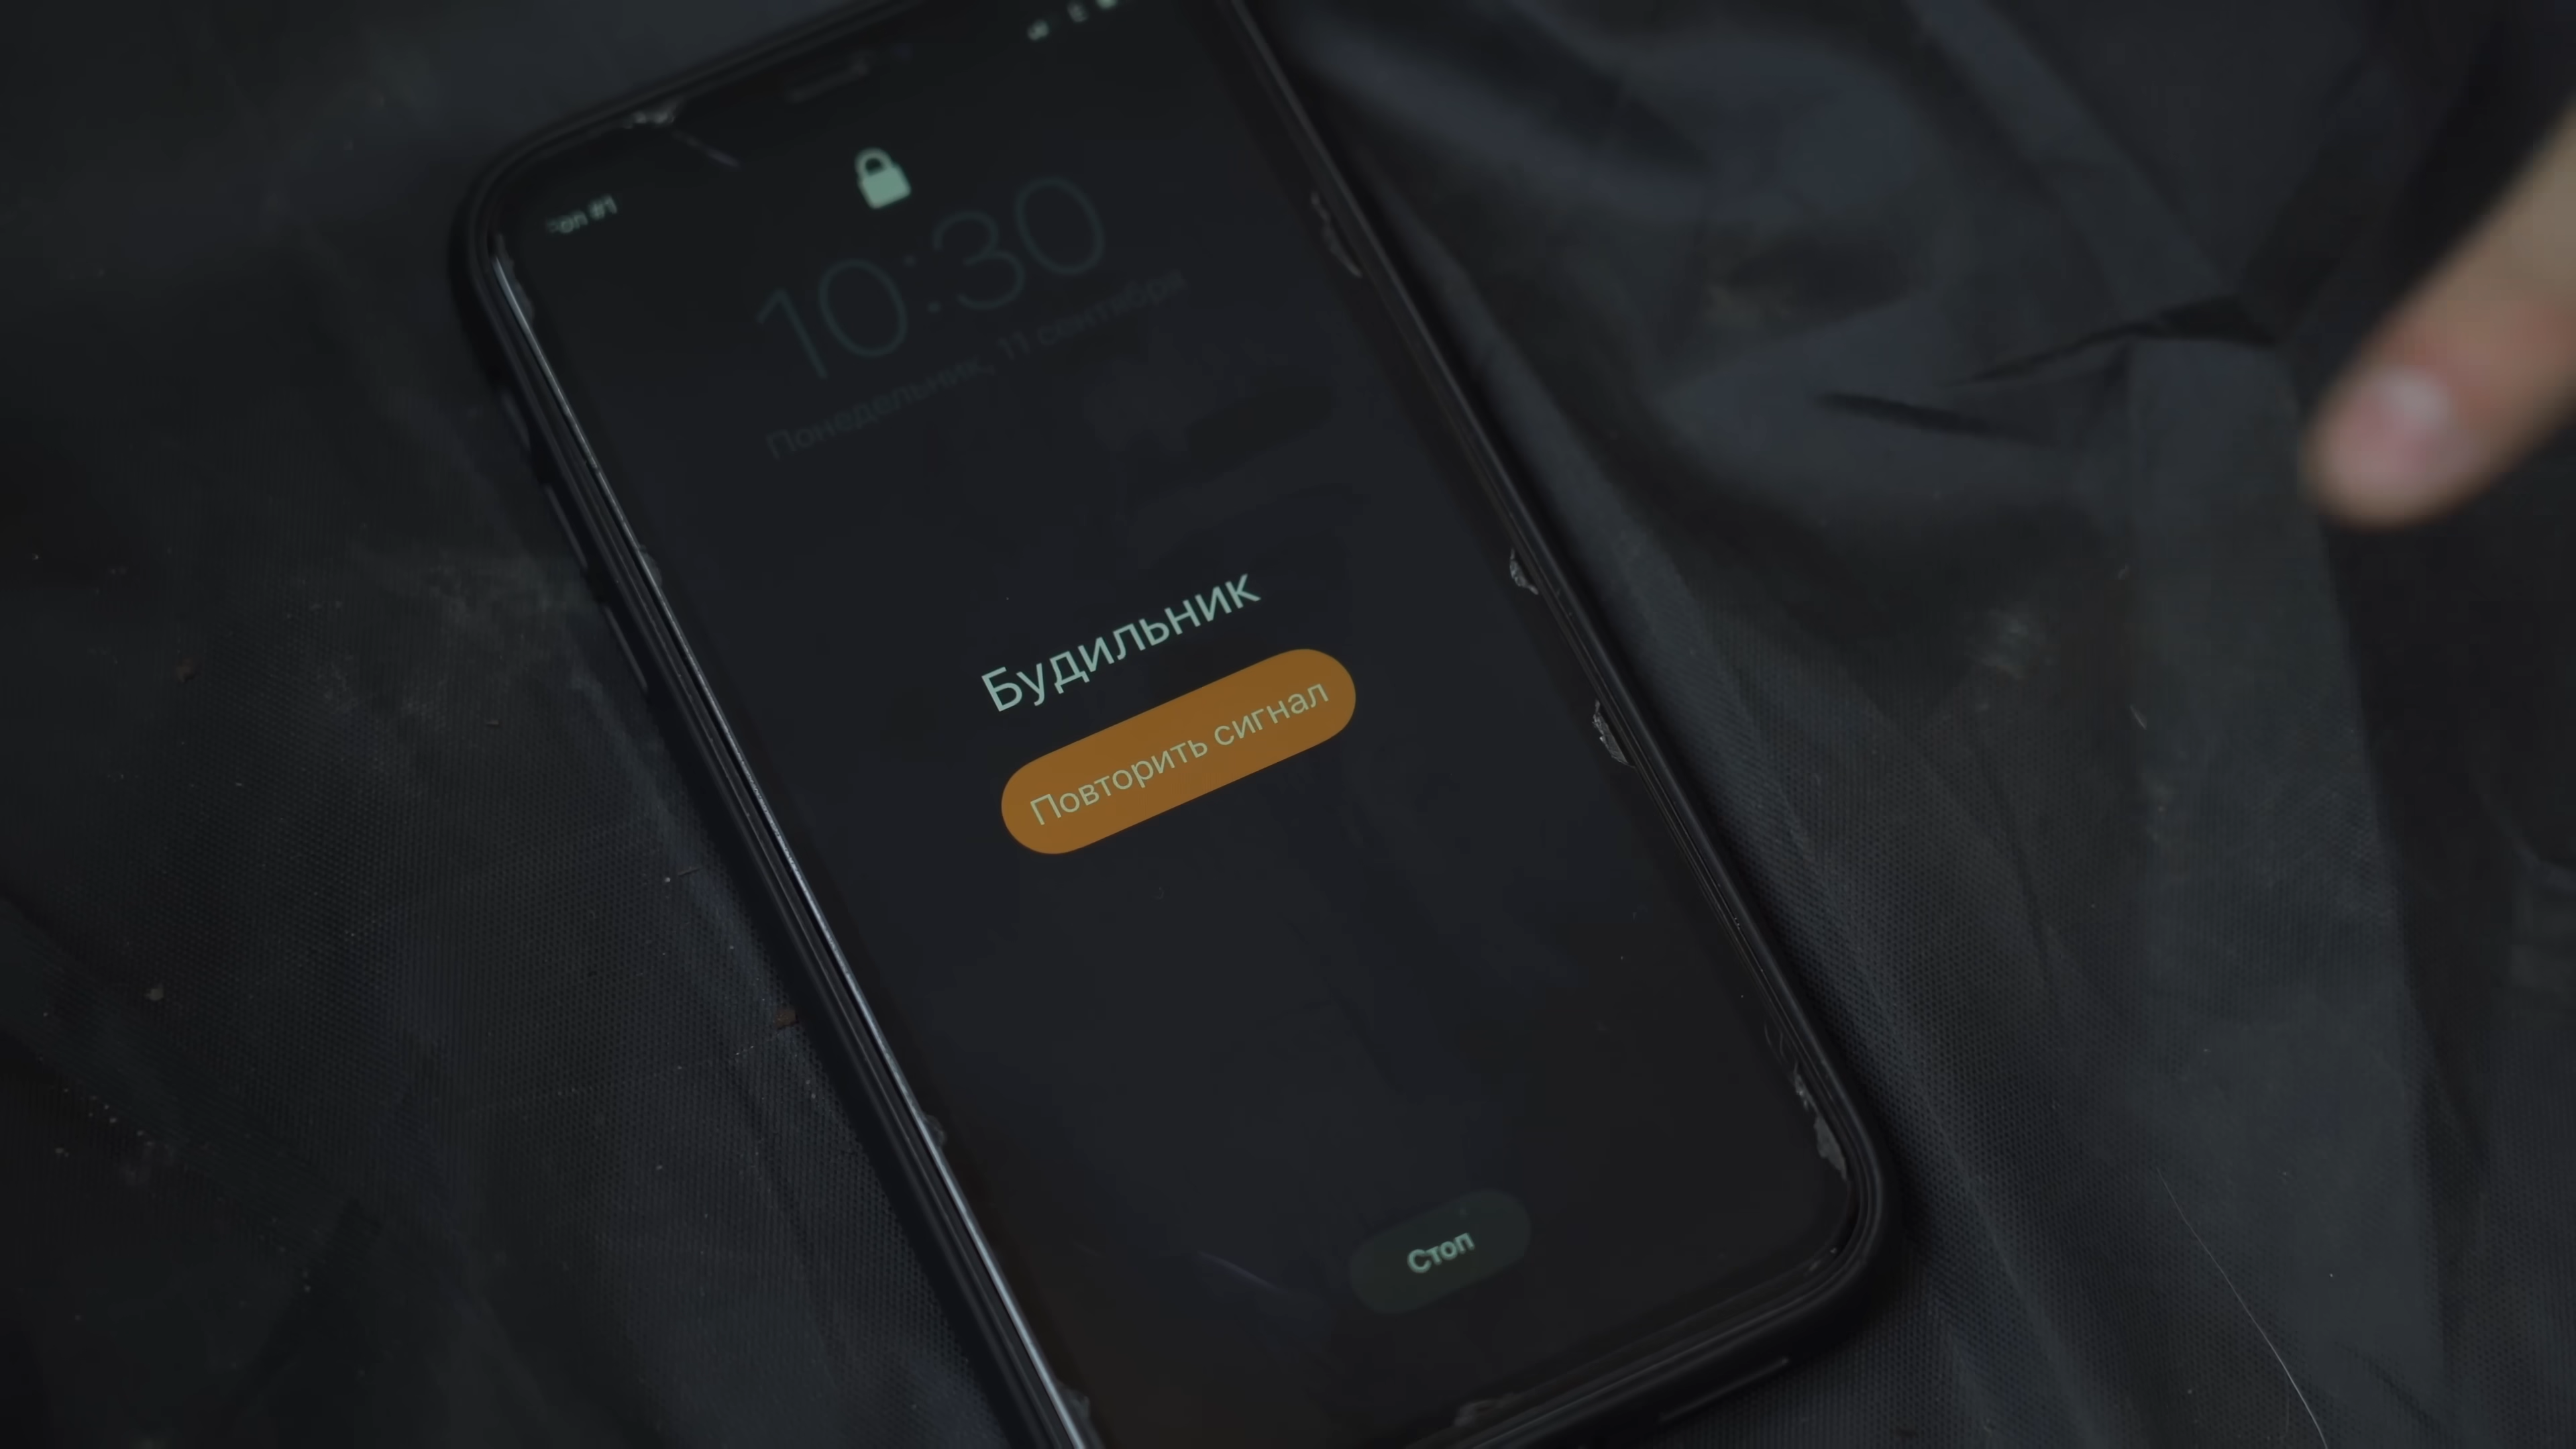 10:30
Понедельник, 11 сентября
Будильник
Повторить сигнал
Стоп